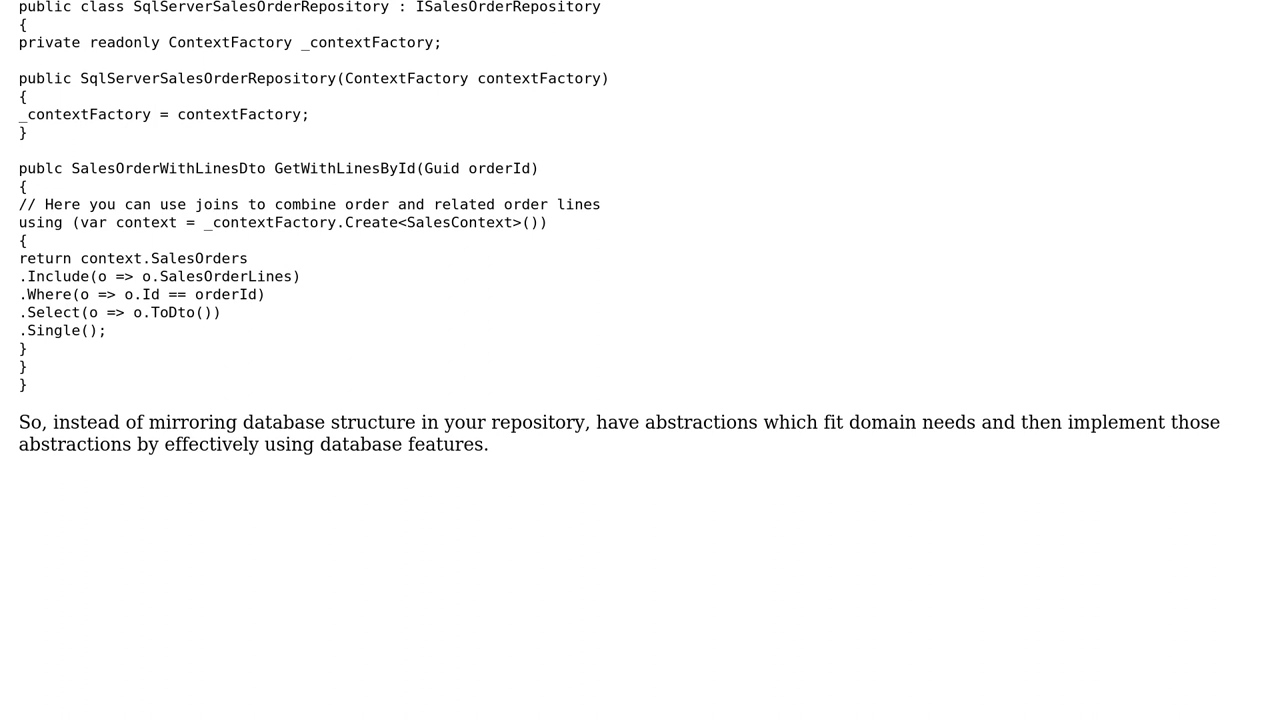 public class SqlServerSalesOrderRepository : ISalesOrderRepository
{
private readonly ContextFactory _contextFactory;
public SqlServerSalesOrderRepository(ContextFactory contextFactory)
{
_contextFactory = contextFactory;
}
publc SalesOrderWithLinesDto GetWithLinesById(Guid orderId)
{
// Here you can use joins to combine order and related order lines
using (var context = _contextFactory.Create<SalesContext>())
{
return context.SalesOrders
.Include(o => o.SalesOrderLines)
.Where(o => o.Id == orderId)
.Select(o => o.ToDto())
.Single();
}
}
}
So, instead of mirroring database structure in your repository, have abstractions which fit domain needs and then implement those
abstractions by effectively using database features.